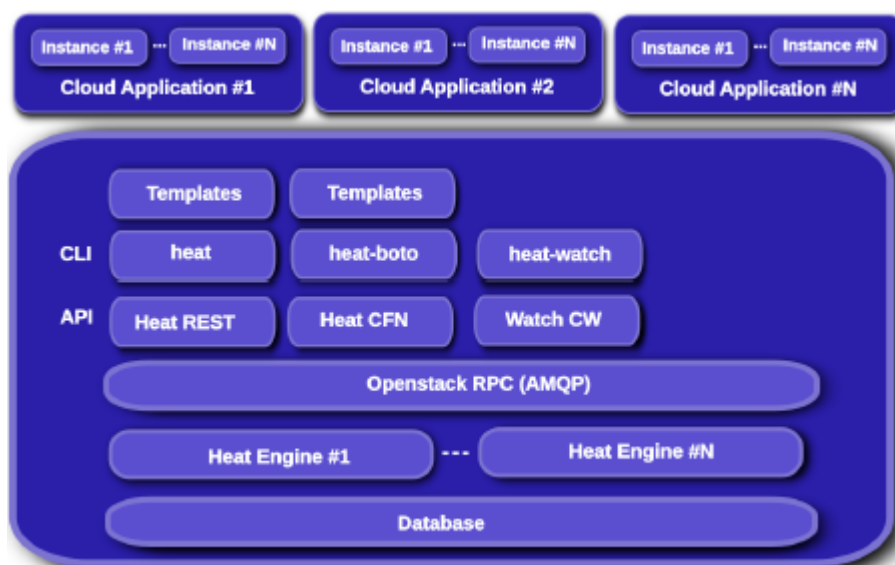 Instance #1 ... Instance #N
Cloud Application #1
Instance #1 ... Instance #N
Cloud Application #2
Instance #1 ... Instance #N
Cloud Application #N
Templates Templates
CLI heat heat-boto heat-watch
API Heat REST Heat CFN Watch CW
Openstack RPC (AMQP)
Heat Engine #1 --- Heat Engine #N
Database